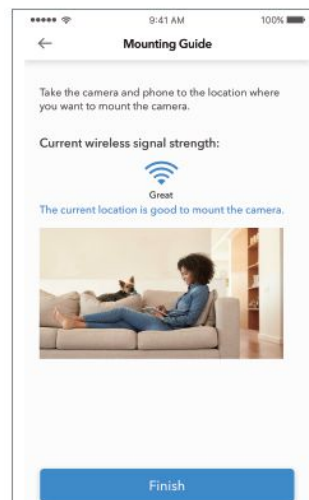 9:41 AM
100%
Mounting Guide
Take the camera and phone to the location where
you want to mount the camera.
Current wireless signal strength:
Great
The current location is good to mount the camera.
Finish